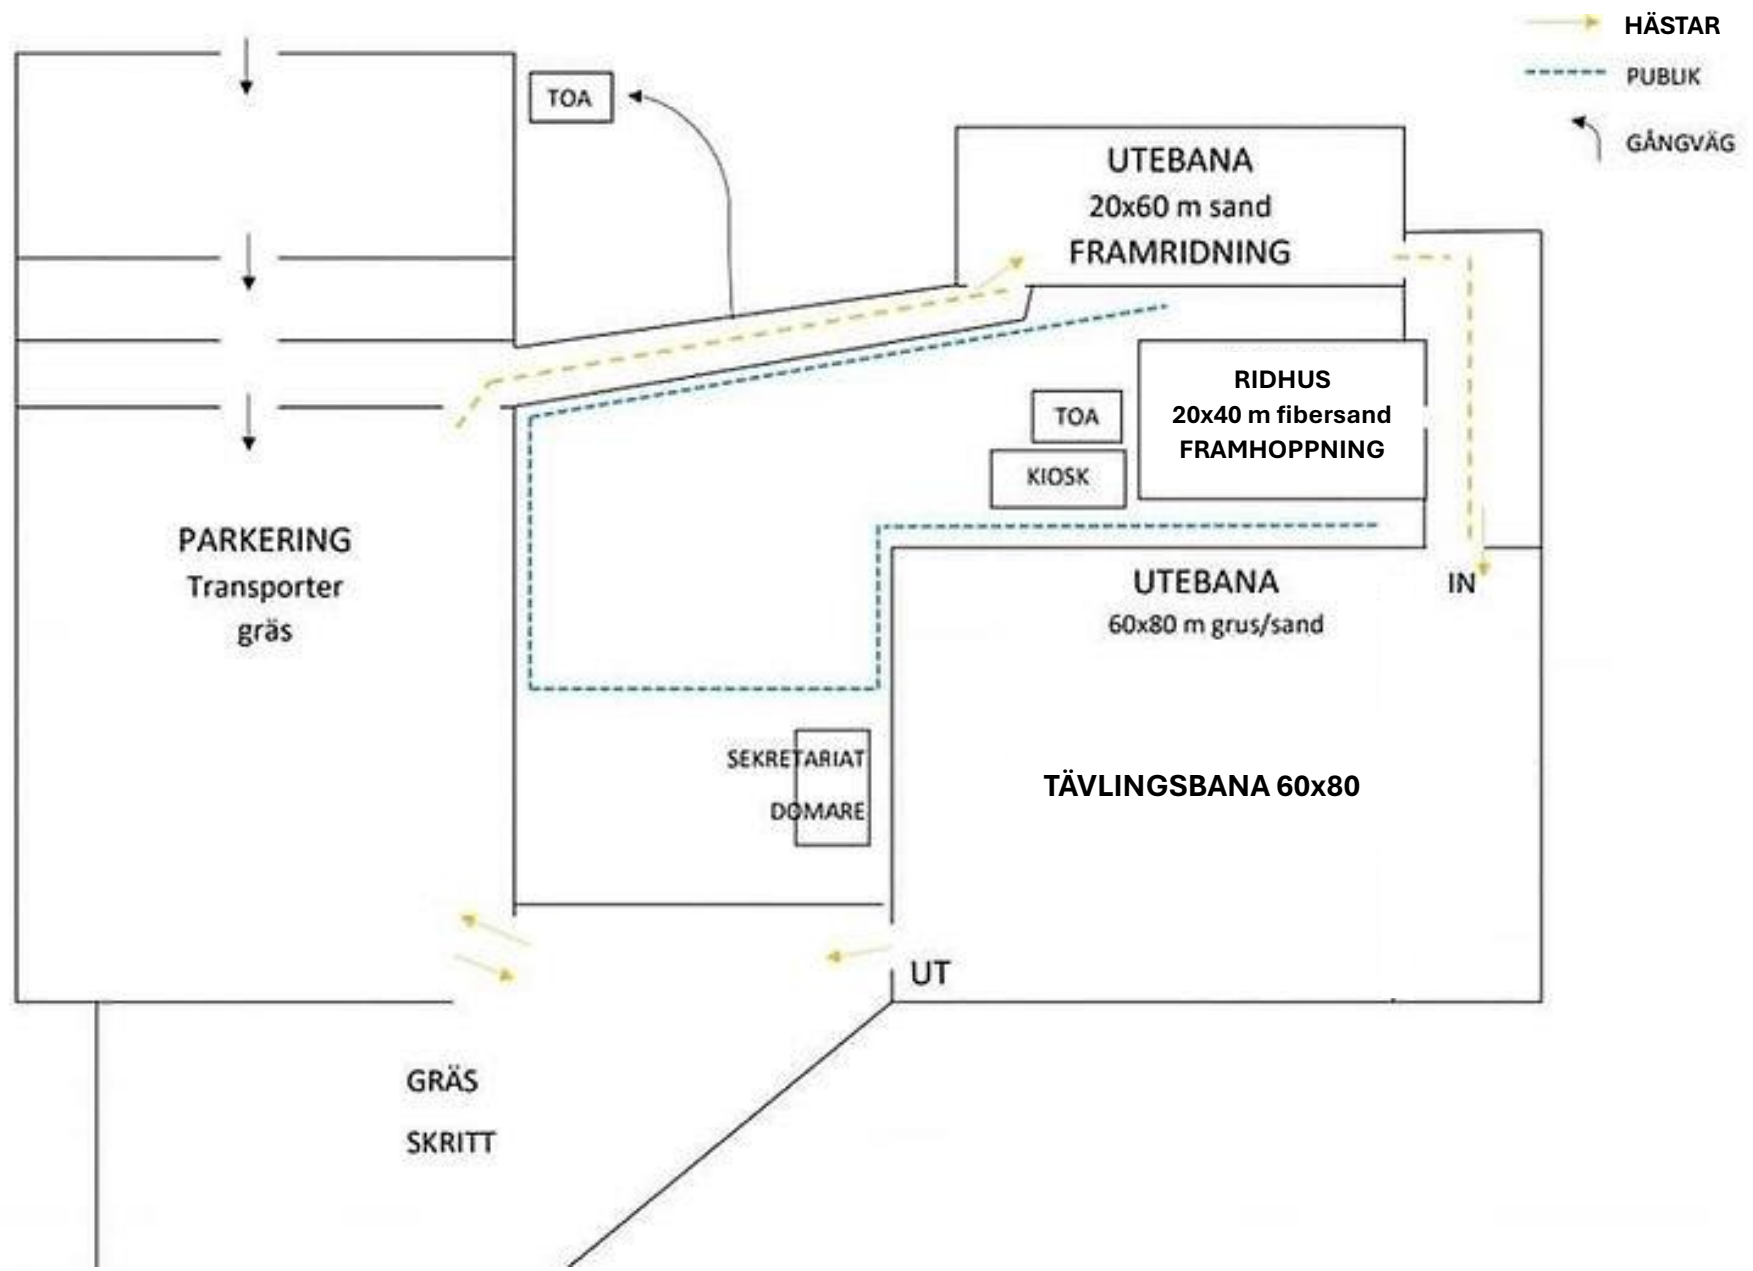 HÄSTAR
PUBLIK
GÅNGVÄG
TOA
UTEBANA
20x60 m sand
FRAMRIDNING
RIDHUS
20x40 m fibersand
FRAMHOPPNING
TOA
KIOSK
PARKERING
Transporter
gräs
UTEBANA
60x80 m grus/sand
IN
SEKRETARIAT
DOMARE
TÄVLINGSBANA 60x80
UT
GRÄS
SKRITT